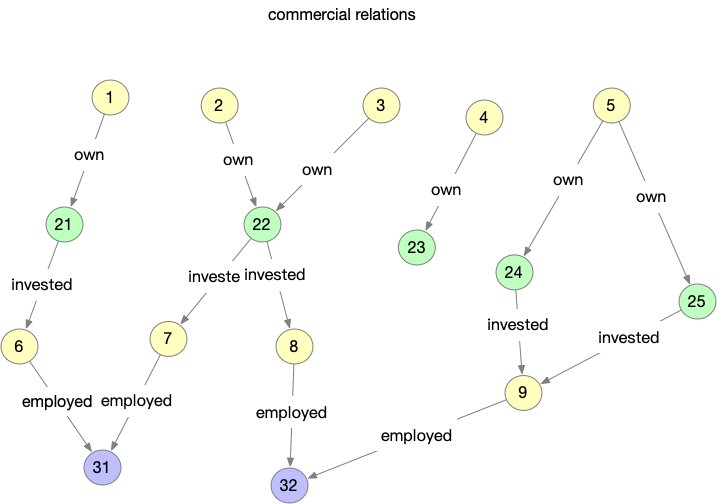 commercial relations
1
2
3
4
5
own
own
own
own
own
own
21
22
23
24
25
invested
investe
invested
invested
invested
6
7
8
9
employed
employed
employed
employed
31
32